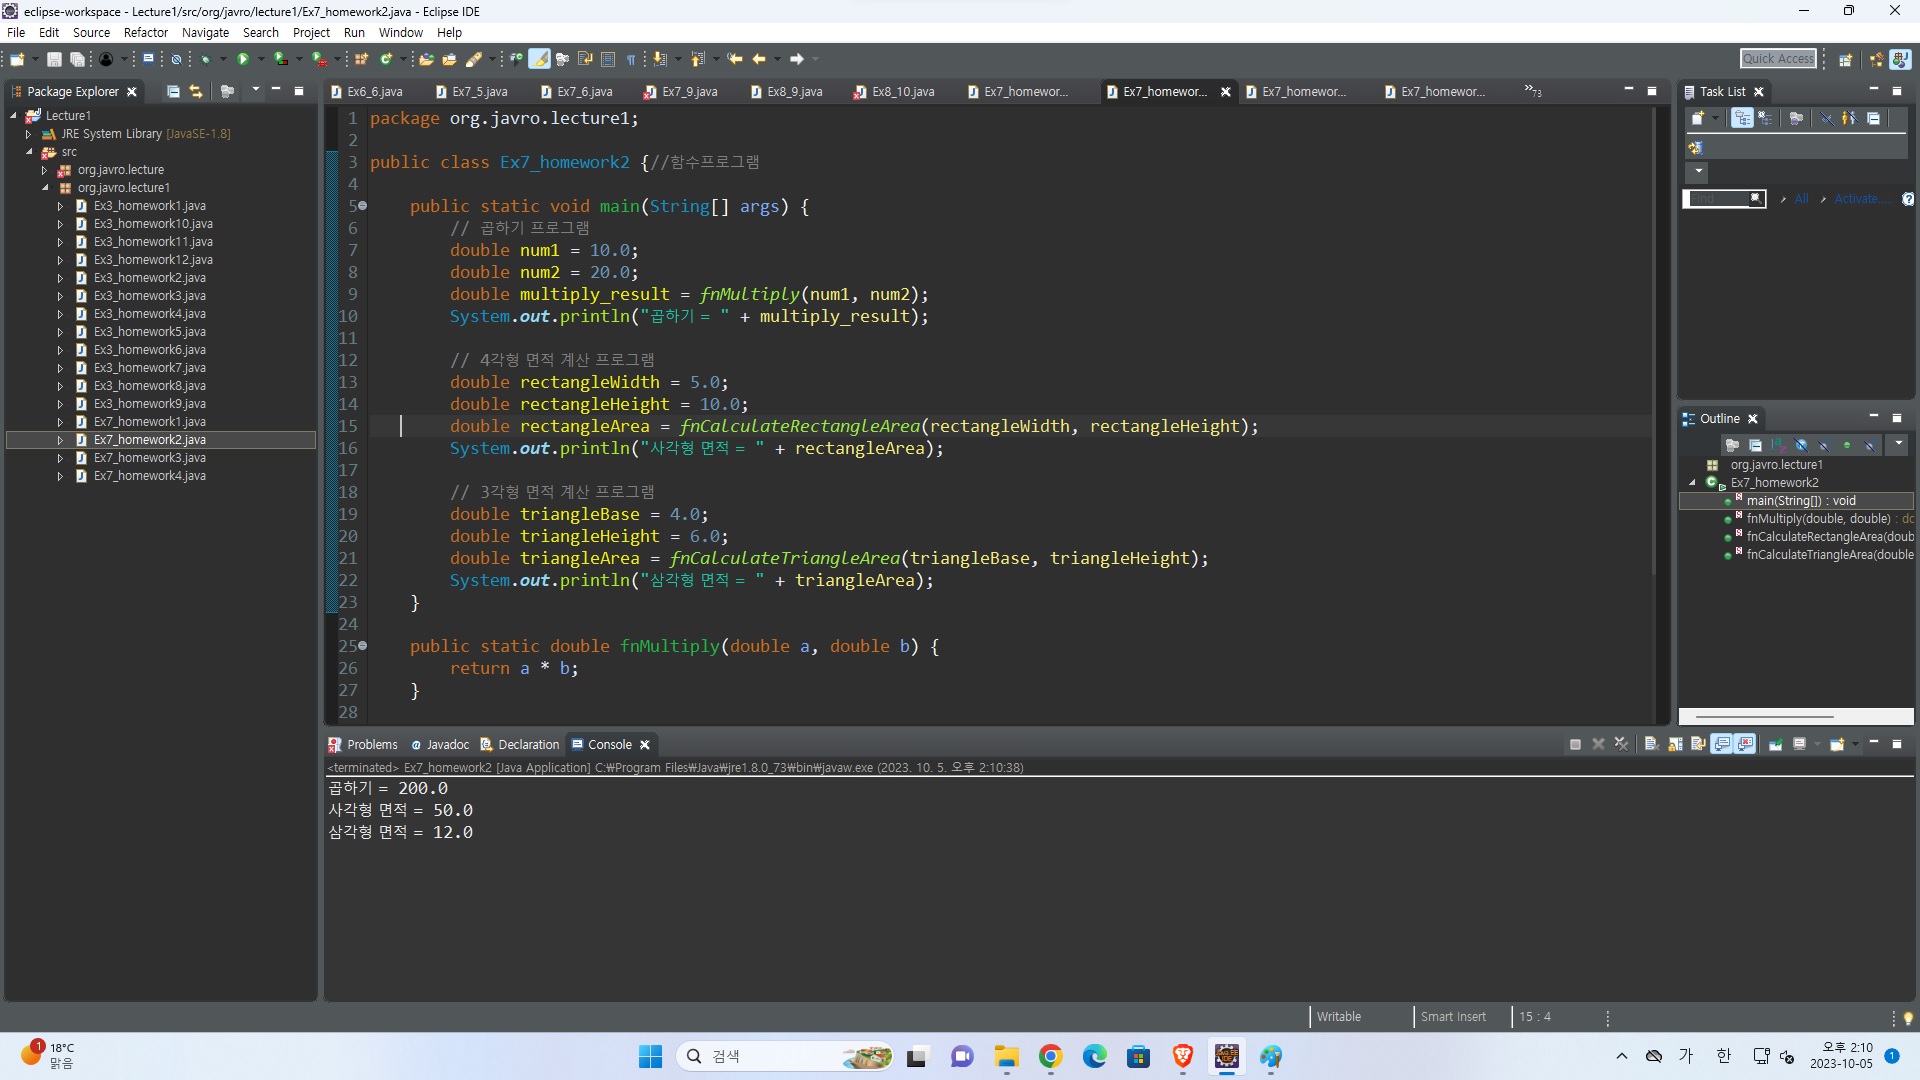 eclipse-workspace - Lecture1/src/org/javro/lecture1/Ex7_homework2.java - Eclipse IDE
File Edit Source Refactor Navigate Search Project Run Window Help
Quick Access
Package Explorer
Lecture1
JRE System Library [JavaSE-1.8]
src
org.javro.lecture
org.javro.lecture1
Ex3_homework1.java
Ex3_homework10.java
Ex3_homework11.java
Ex3_homework12.java
Ex3_homework2.java
Ex3_homework3.java
Ex3_homework4.java
Ex3_homework5.java
Ex3_homework6.java
Ex3_homework7.java
Ex3_homework8.java
Ex3_homework9.java
Ex7_homework1.java
Ex7_homework2.java
Ex7_homework3.java
Ex7_homework4.java
Ex6_6.java Ex7_5.java Ex7_6.java Ex7_9.java Ex8_9.java Ex8_10.java Ex7_homewor... Ex7_homewor... Ex7_homewor... Ex7_homewor... »73
1 package org.javro.lecture1;
2
3 public class Ex7_homework2 {//함수프로그램
4
5 public static void main(String[] args) {
6 // 곱하기 프로그램
7 double num1 = 10.0;
8 double num2 = 20.0;
9 double multiply_result = fnMultiply(num1, num2);
10 System.out.println("곱하기 = " + multiply_result);
11
12 // 4각형 면적 계산 프로그램
13 double rectangleWidth = 5.0;
14 double rectangleHeight = 10.0;
15 double rectangleArea = fnCalculateRectangleArea(rectangleWidth, rectangleHeight);
16 System.out.println("사각형 면적 = " + rectangleArea);
17
18 // 3각형 면적 계산 프로그램
19 double triangleBase = 4.0;
20 double triangleHeight = 6.0;
21 double triangleArea = fnCalculateTriangleArea(triangleBase, triangleHeight);
22 System.out.println("삼각형 면적 = " + triangleArea);
23 }
24
25 public static double fnMultiply(double a, double b) {
26 return a * b;
27 }
28
Task List
Find All Activate...
Outline
org.javro.lecture1
Ex7_homework2
main(String[]) : void
fnMultiply(double, double) : dc
fnCalculateRectangleArea(doub
fnCalculateTriangleArea(double
Problems Javadoc Declaration Console
<terminated> Ex7_homework2 [Java Application] C:₩Program Files₩Java₩jre1.8.0_73₩bin₩javaw.exe (2023. 10. 5. 오후 2:10:38)
곱하기 = 200.0
사각형 면적 = 50.0
삼각형 면적 = 12.0
Writable Smart Insert 15 : 4
1 18°C
맑음
검색
가 한
오후 2:10
2023-10-05
1